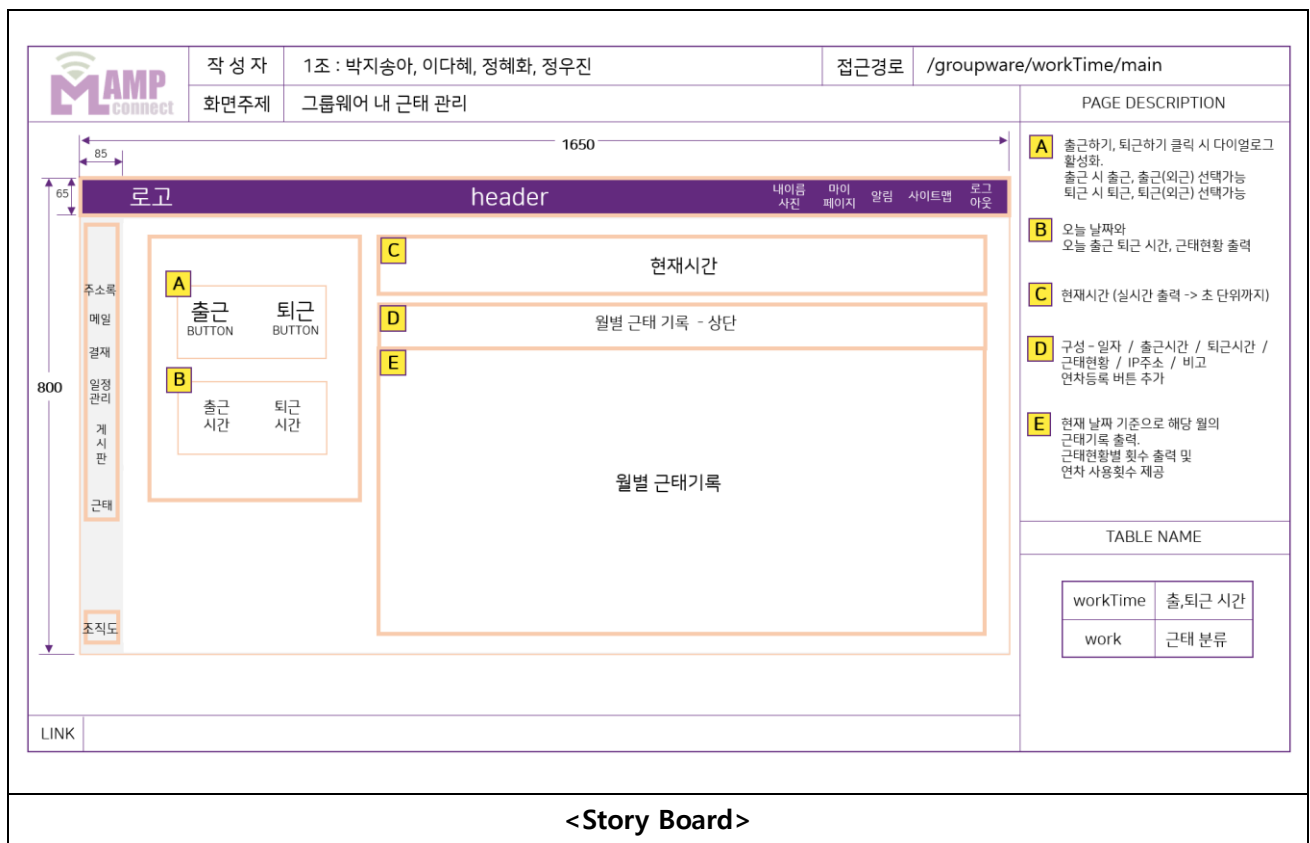 MAMP
connect
작 성 자
1조 : 박지송아, 이다혜, 정혜화, 정우진
접근경로
/groupware/workTime/main
화면주제
그룹웨어 내 근태 관리
PAGE DESCRIPTION
1650
85
65
800
로고
header
내이름
사진
마이
페이지
알림
사이트맵
로그
아웃
주소록
메일
결재
일정
관리
게
시
판
근태
조직도
A
출근
BUTTON
퇴근
BUTTON
B
출근
시간
퇴근
시간
C
현재시간
D
월별 근태 기록 - 상단
E
월별 근태기록
A
출근하기, 퇴근하기 클릭 시 다이얼로그
활성화.
출근 시 출근, 출근(외근) 선택가능
퇴근 시 퇴근, 퇴근(외근) 선택가능
B
오늘 날짜와
오늘 출근 퇴근 시간, 근태현황 출력
C
현재시간 (실시간 출력 -> 초 단위까지)
D
구성 – 일자 / 출근시간 / 퇴근시간 /
근태현황 / IP주소 / 비고
연차등록 버튼 추가
E
현재 날짜 기준으로 해당 월의
근태기록 출력.
근태현황별 횟수 출력 및
연차 사용횟수 제공
TABLE NAME
workTime 출,퇴근 시간
work 근태 분류
LINK
<Story Board>